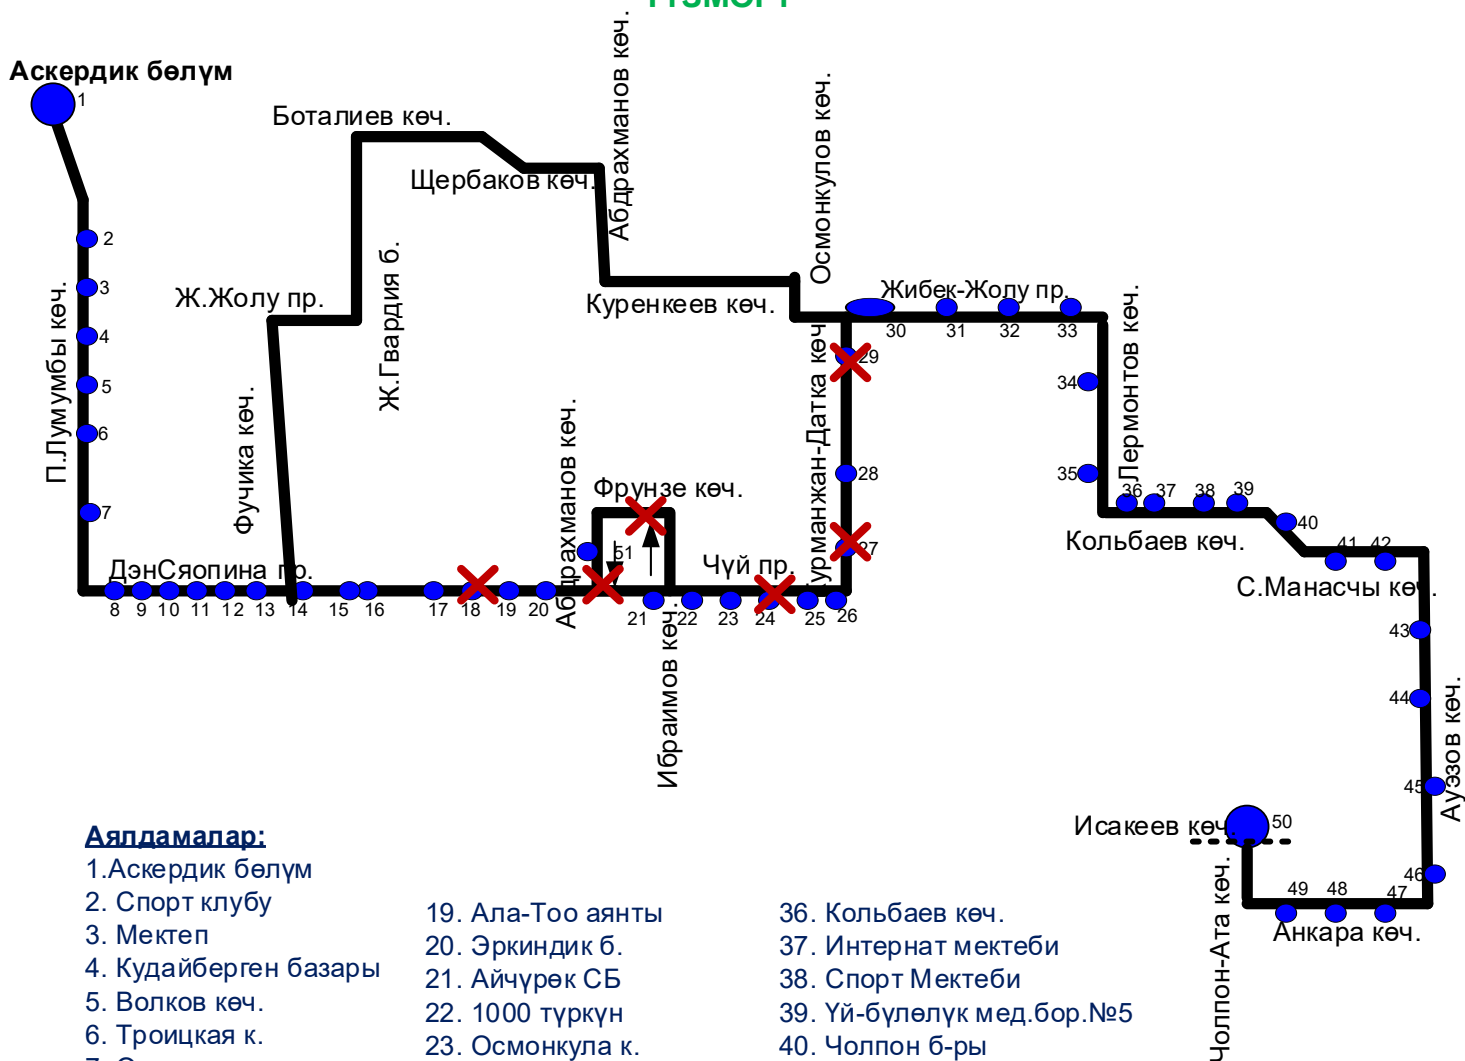 Аскердик бөлүм
1
Боталиев көч.
Щербаков көч.
Абдрахманов көч.
Осмонкулов көч.
2
3
4
5
6
7
П.Лумумбы көч.
Ж.Жолу пр.
Ж.Гвардия б.
Фучика көч.
Куренкеев көч.
Жибек-Жолу пр.
30
31
32
33
29
28
27
Курманжан-Датка көч
Лермонтов көч.
34
35
36
37
38
39
40
Кольбаев көч.
41
42
С.Манасчы көч.
Абдрахманов көч.
Фрунзе көч.
51
Чүй пр.
Ибраимов көч.
ДэнСяопина пр.
8
9
10
11
12
13
14
15
16
17
18
19
20
21
22
23
24
25
26
43
44
45
46
Ауэзов көч.
Исакеев көч.
50
49
48
47
Анкара көч.
Чолпон-Ата көч.
Аялдамалар:
1.Аскердик бөлүм
2. Спорт клубу
3. Мектеп
4. Кудайберген базары
5. Волков көч.
6. Троицкая к.
19. Ала-Тоо аянты
20. Эркиндик б.
21. Айчүрөк СБ
22. 1000 түркүн
23. Осмонкула к.
36. Кольбаев көч.
37. Интернат мектеби
38. Спорт Мектеби
39. Үй-бүлөлүк мед.бор.№5
40. Чолпон б-ры